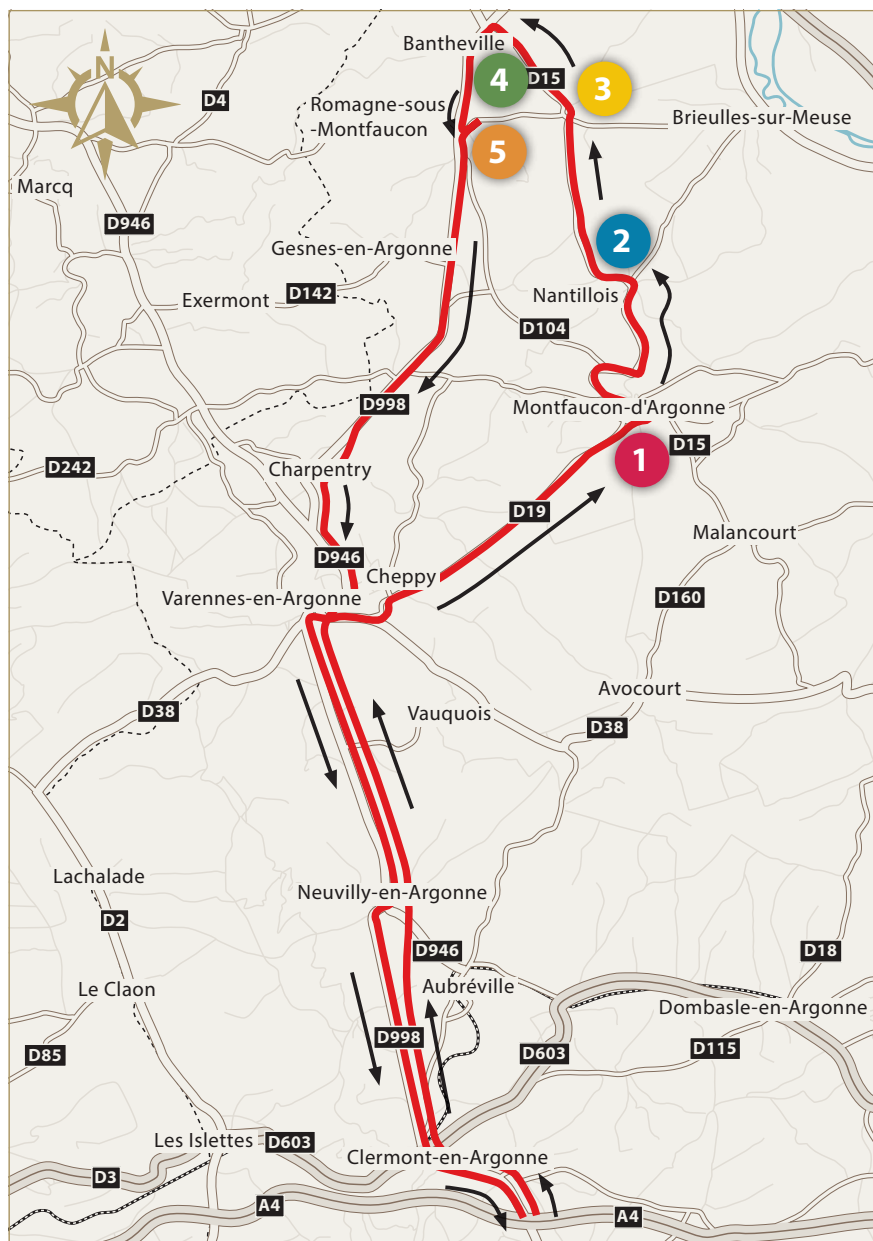 Bantheville
N
4
D15
3
D4
Romagne-sous
-Montfaucon
Brieulles-sur-Meuse
5
Marcq
D946
2
Gesnes-en-Argonne
Nantillois
Exermont
D142
D104
D998
Montfaucon-d'Argonne
1
D15
D242
Charpentry
D19
Malancourt
D946
Cheppy
Varennes-en-Argonne
D160
Avocourt
D38
Vauquois
D38
Lachalade
Neuvilly-en-Argonne
D2
D946
D18
Le Claon
Aubréville
Dombasle-en-Argonne
D998
D85
D603
D115
Les Islettes
D603
Clermont-en-Argonne
D3
A4
A4